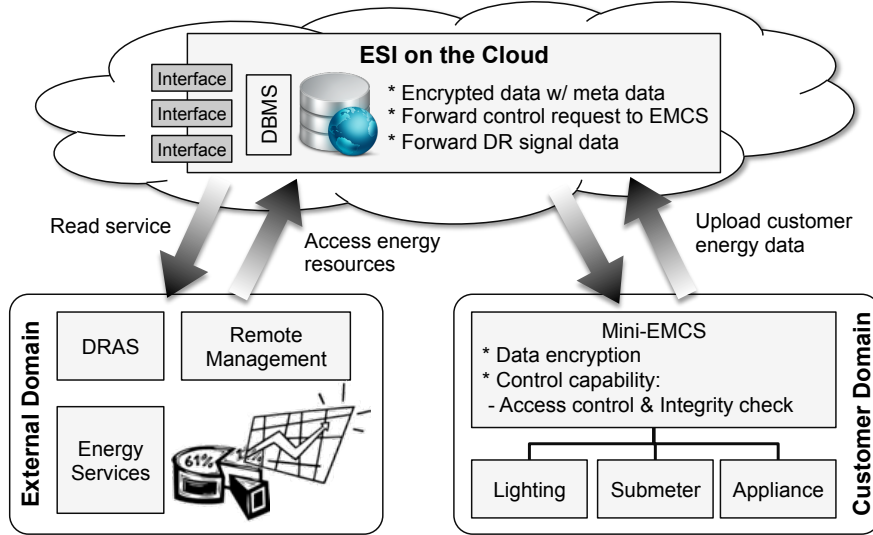 ESI on the Cloud
Interface
Interface
Interface
DBMS
* Encrypted data w/ meta data
* Forward control request to EMCS
* Forward DR signal data
Read service
Access energy
resources
Upload customer
energy data
External Domain
DRAS
Remote
Management
Energy
Services
61%
Mini-EMCS
* Data encryption
* Control capability:
- Access control & Integrity check
Lighting
Submeter
Appliance
Customer Domain